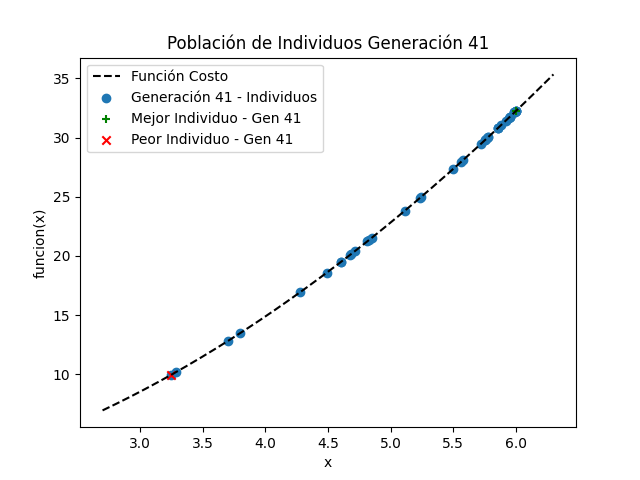 Población de Individuos Generación 41
Función Costo
Generación 41 - Individuos
Mejor Individuo - Gen 41
Peor Individuo - Gen 41
35
30
25
20
15
10
funcion(x)
3.0 3.5 4.0 4.5 5.0 5.5 6.0
x